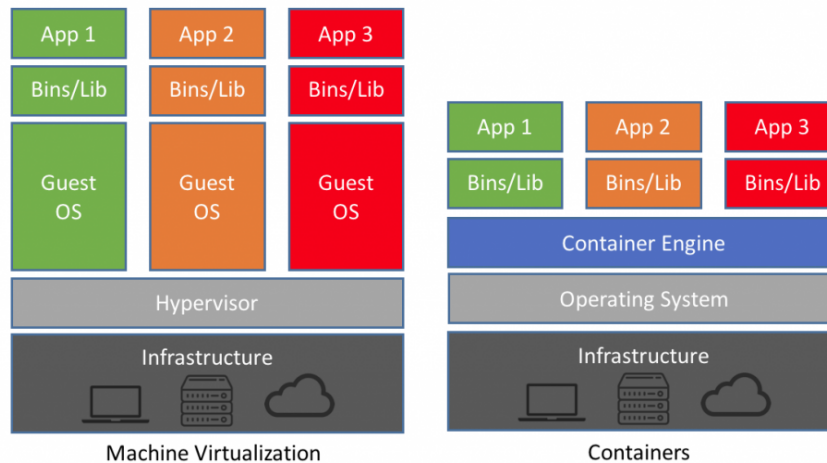 App 1
App 2
App 3
Bins/Lib
Bins/Lib
Bins/Lib
Guest
OS
Guest
OS
Guest
OS
Hypervisor
Infrastructure
Machine Virtualization
App 1
App 2
App 3
Bins/Lib
Bins/Lib
Bins/Lib
Container Engine
Operating System
Infrastructure
Containers